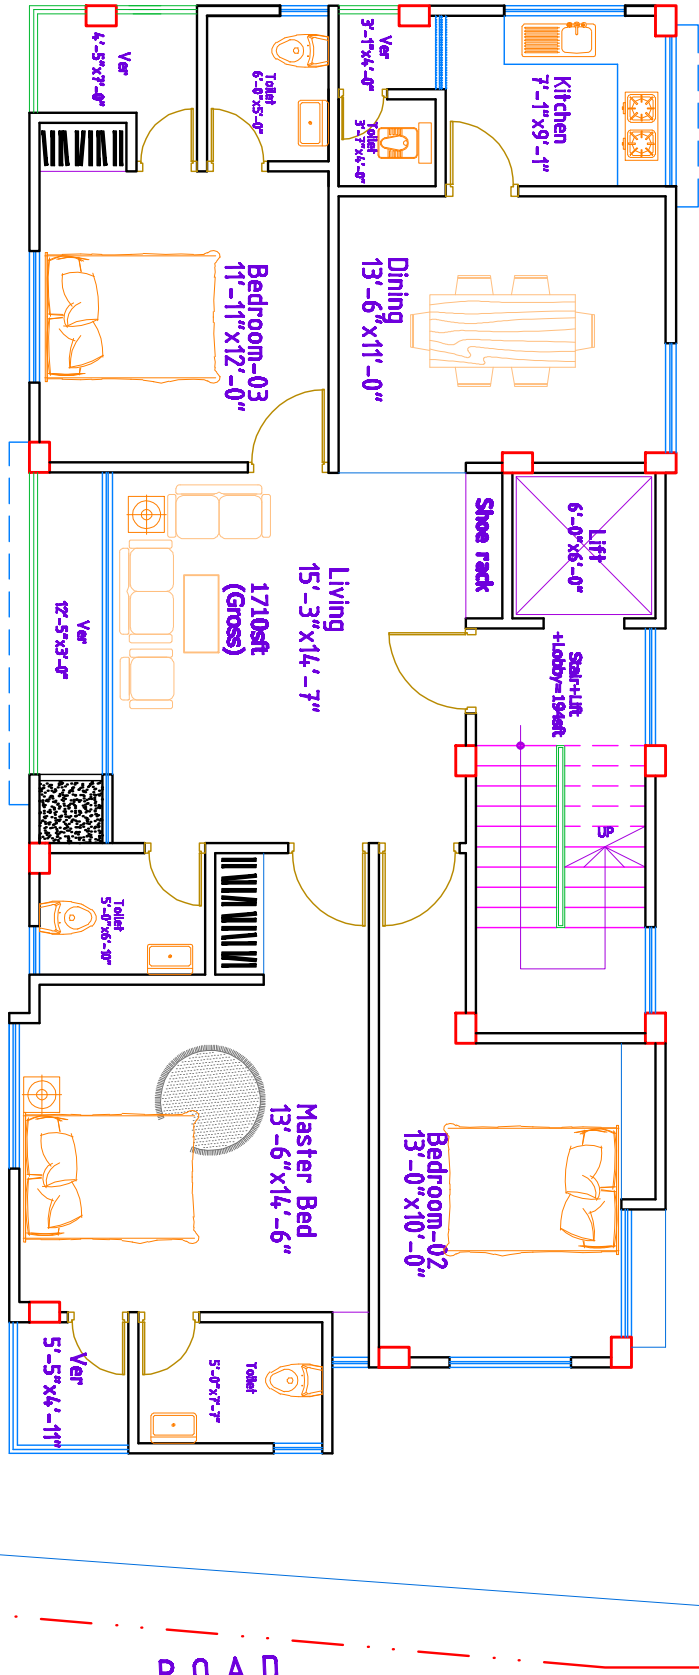 Ver
4'-5"x7'-8"
Toilet
6'-0"x5'-0"
Ver
3'-1"x4'-0"
Toilet
3'-7"x4'-0"
Kitchen
7'-1"x9'-1"
Bedroom-03
11'-11"x12'-0"
Dining
13'-6"x11'-0"
Lift
6'-0"x6'-0"
Shoe rack
Living
15'-3"x14'-7"
1710sft
(Gross)
Ver
12'-5"x3'-0"
Stair+Lift
+Lobby=194sft
UP
Toilet
5'-0"x6'-10"
Master Bed
13'-6"x14'-6"
Bedroom-02
13'-0"x10'-0"
Ver
5'-5"x4'-11"
Toilet
5'-0"x7'-7"
ROAD